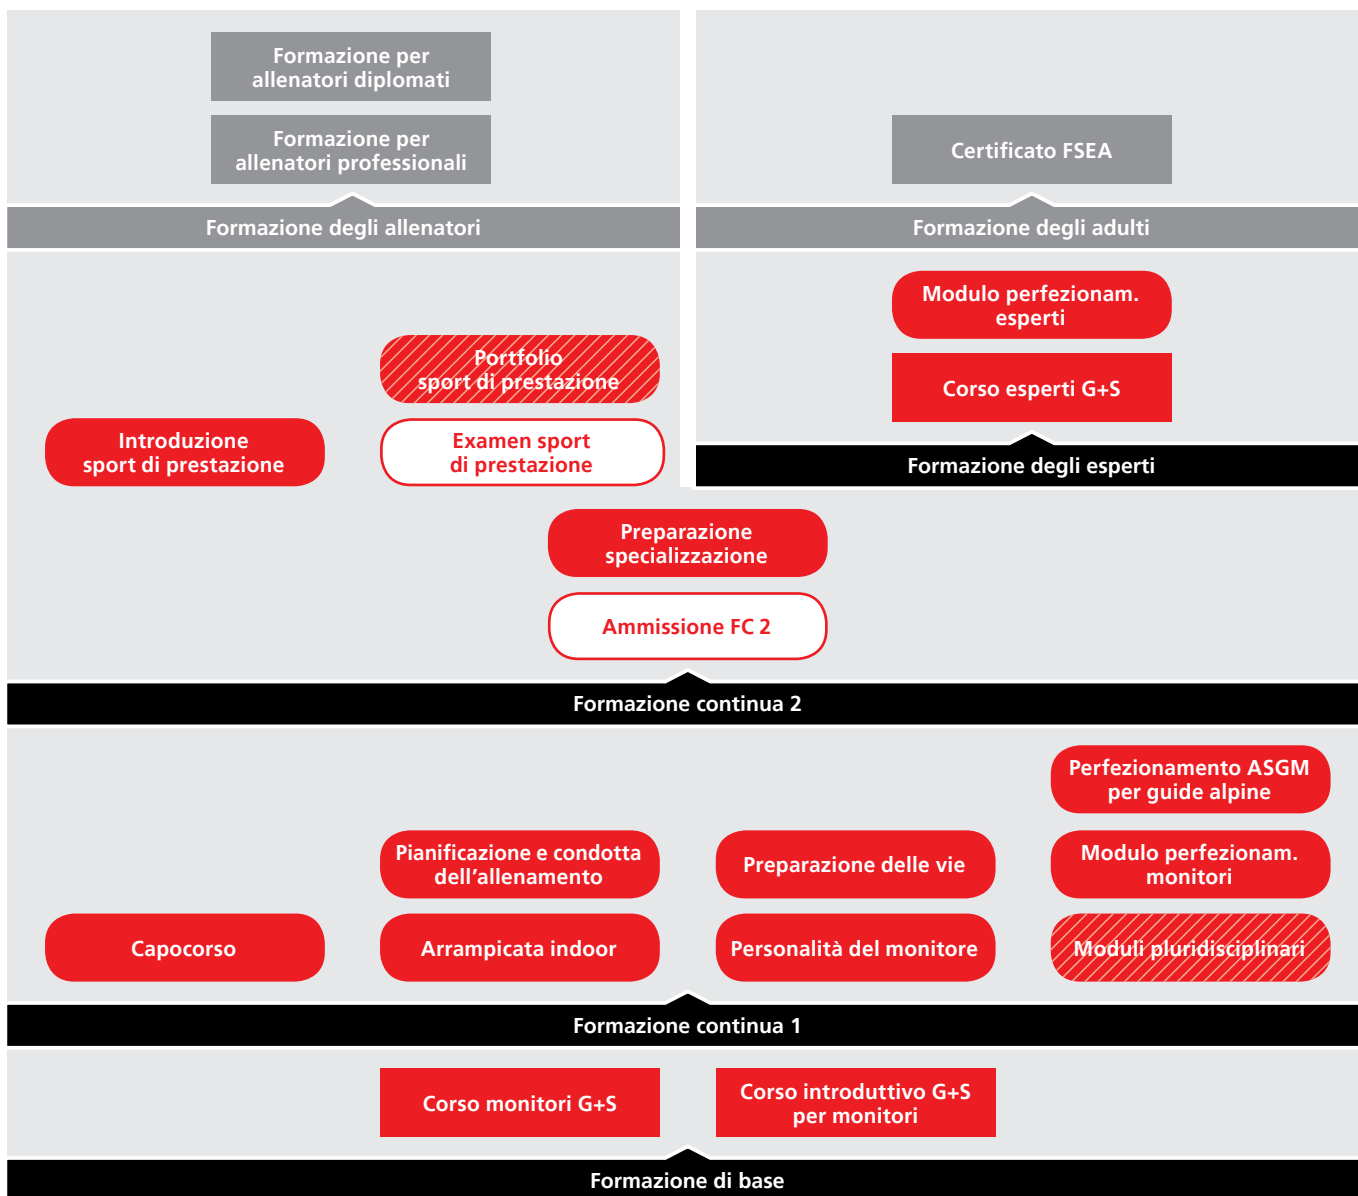 Formazione per
allenatori diplomati
Formazione per
allenatori professionali
Certificato FSEA
Formazione degli allenatori
Formazione degli adulti
Modulo perfezionam.
esperti
Portfolio
sport di prestazione
Corso esperti G+S
Introduzione
sport di prestazione
Examen sport
di prestazione
Formazione degli esperti
Preparazione
specializzazione
Ammissione FC 2
Formazione continua 2
Perfezionamento ASGM
per guide alpine
Pianificazione e condotta
dell'allenamento
Preparazione delle vie
Modulo perfezionam.
monitori
Capocorso
Arrampicata indoor
Personalità del monitore
Moduli pluridisciplinari
Formazione continua 1
Corso monitori G+S
Corso introduttivo G+S
per monitori
Formazione di base